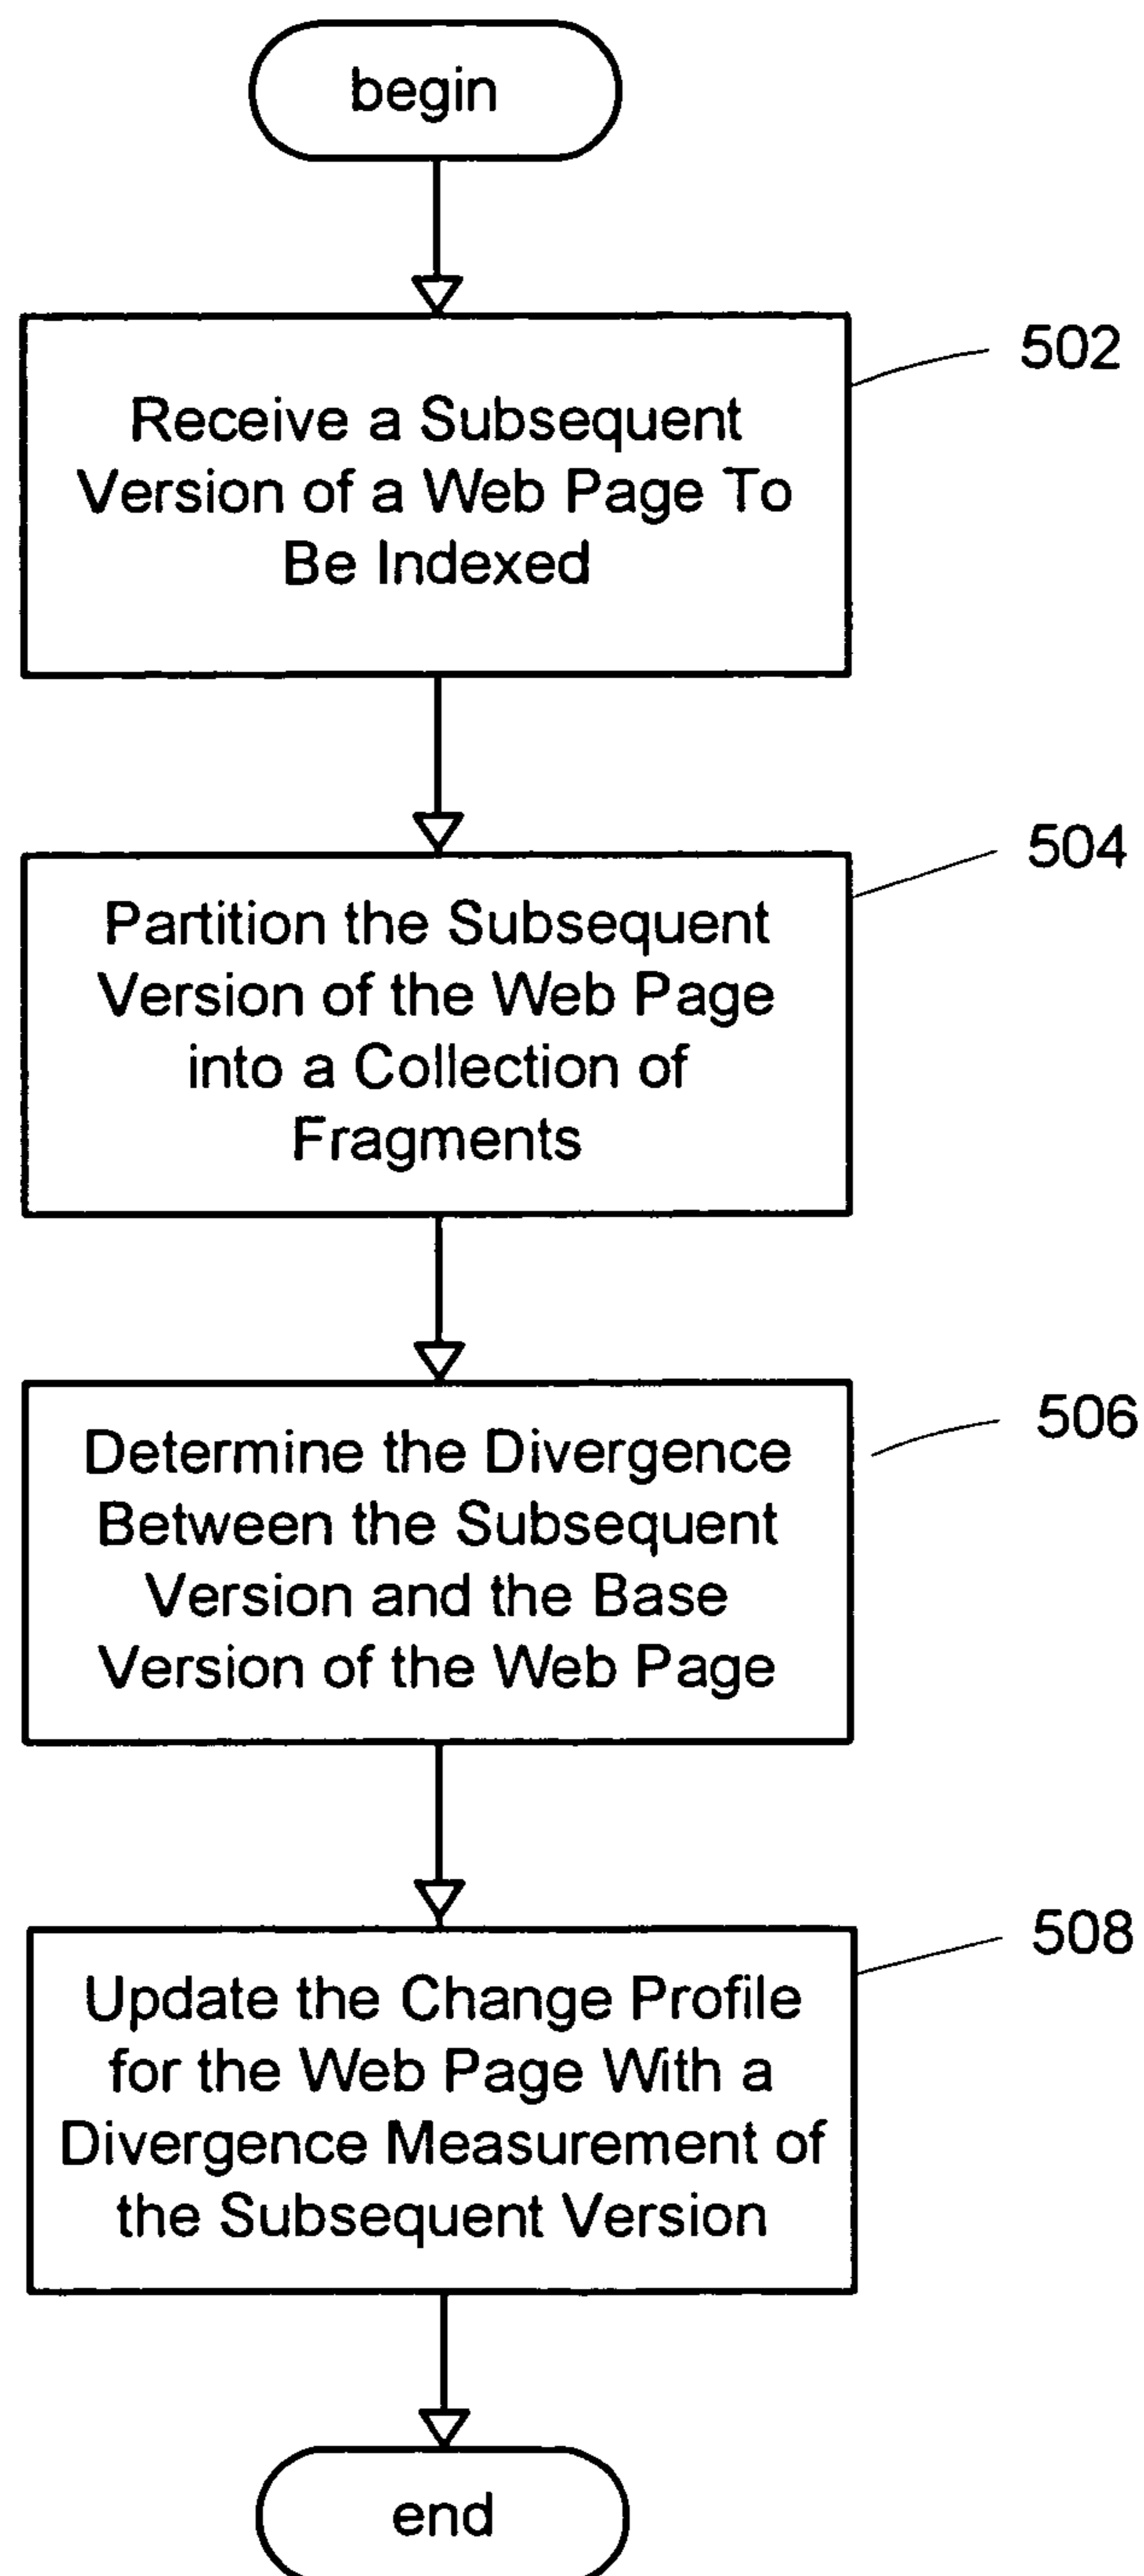 begin
502
Receive a Subsequent
Version of a Web Page To
Be Indexed
504
Partition the Subsequent
Version of the Web Page
into a Collection of
Fragments
506
Determine the Divergence
Between the Subsequent
Version and the Base
Version of the Web Page
508
Update the Change Profile
for the Web Page With a
Divergence Measurement of
the Subsequent Version
end